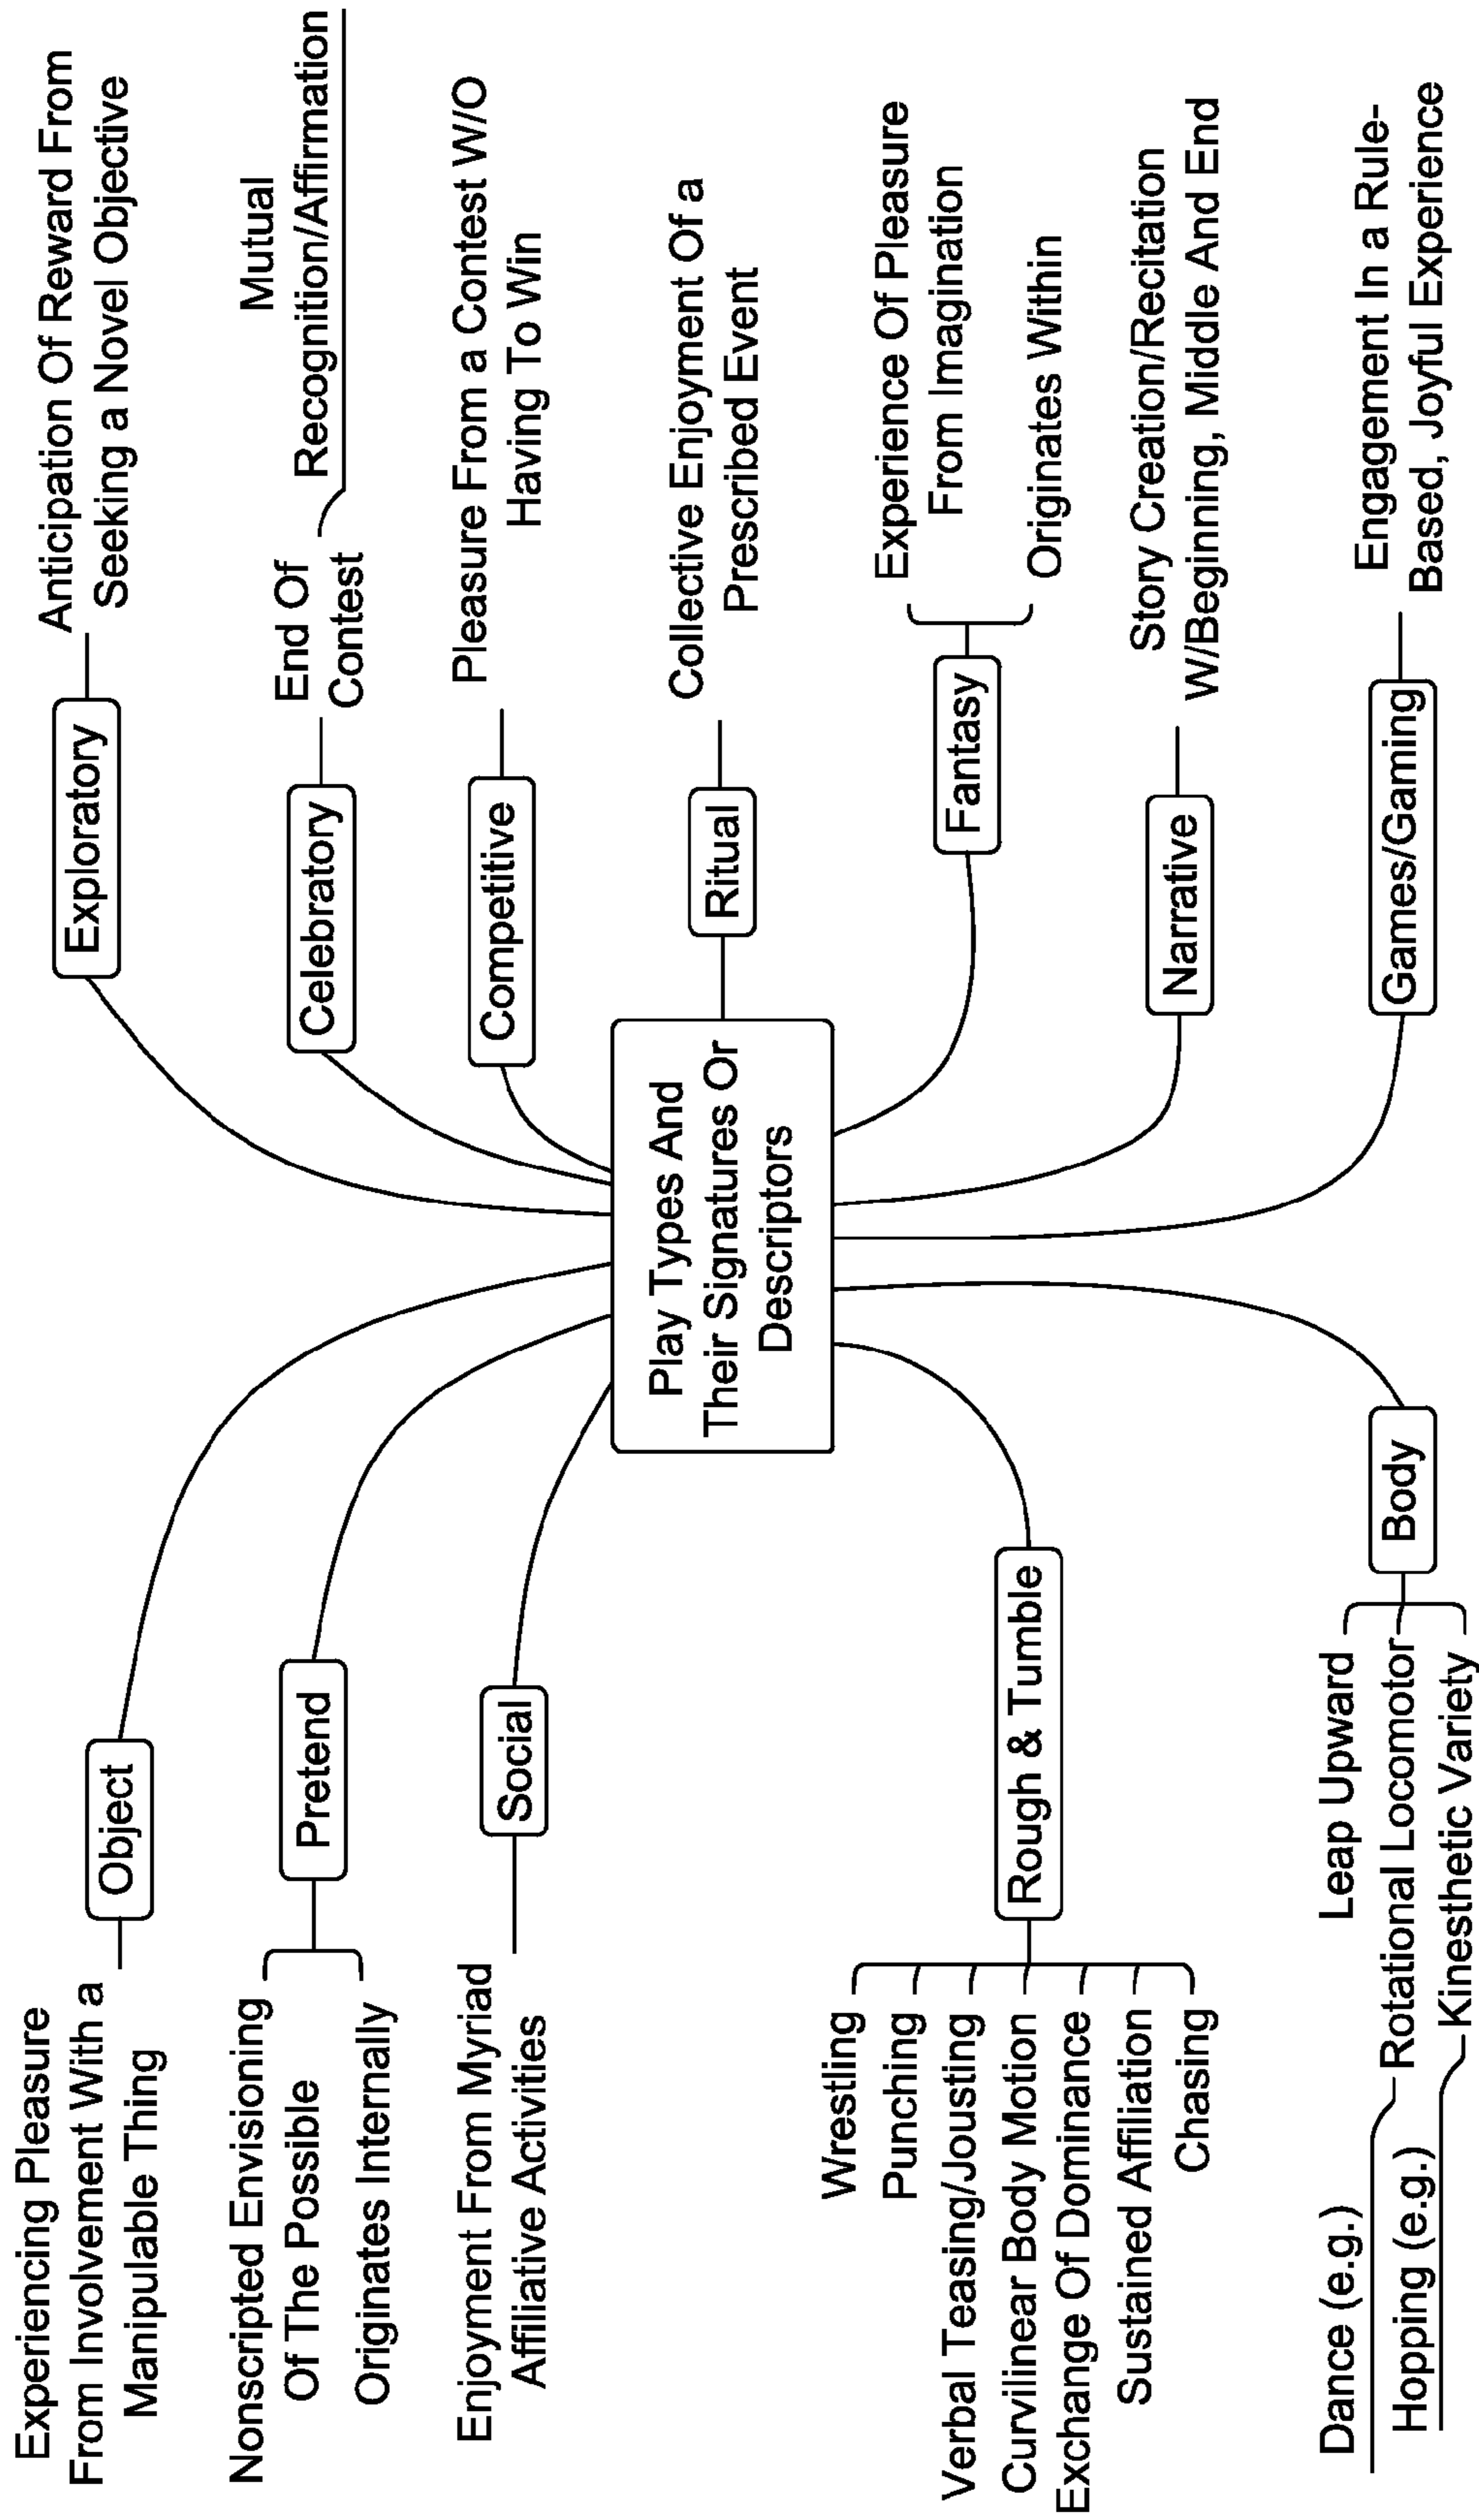 Play Types And
Their Signatures Or
Descriptors
Object
Experiencing Pleasure
From Involvement With a
Manipulable Thing
Pretend
Nonscripted Envisioning
Of The Possible
Originates Internally
Social
Enjoyment From Myriad
Affiliative Activities
Rough & Tumble
Wrestling
Punching
Verbal Teasing/Jousting
Curvilinear Body Motion
Exchange Of Dominance
Sustained Affiliation
Chasing
Body
Leap Upward
Rotational Locomotor
Dance (e.g.)
Kinesthetic Variety
Hopping (e.g.)
Exploratory
Anticipation Of Reward From
Seeking a Novel Objective
Celebratory
End Of
Contest
Mutual
Recognition/Affirmation
Competitive
Pleasure From a Contest W/O
Having To Win
Ritual
Collective Enjoyment Of a
Prescribed Event
Fantasy
Experience Of Pleasure
From Imagination
Originates Within
Narrative
Story Creation/Recitation
W/Beginning, Middle And End
Games/Gaming
Engagement In a Rule-
Based, Joyful Experience